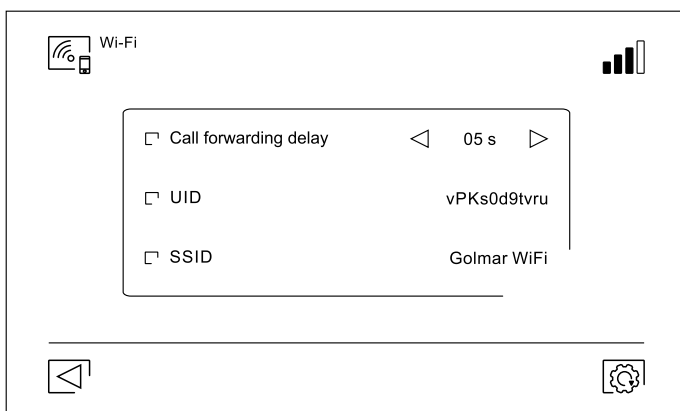 Wi-Fi
Call forwarding delay 05 s
UID vPKs0d9tvru
SSID Golmar WiFi